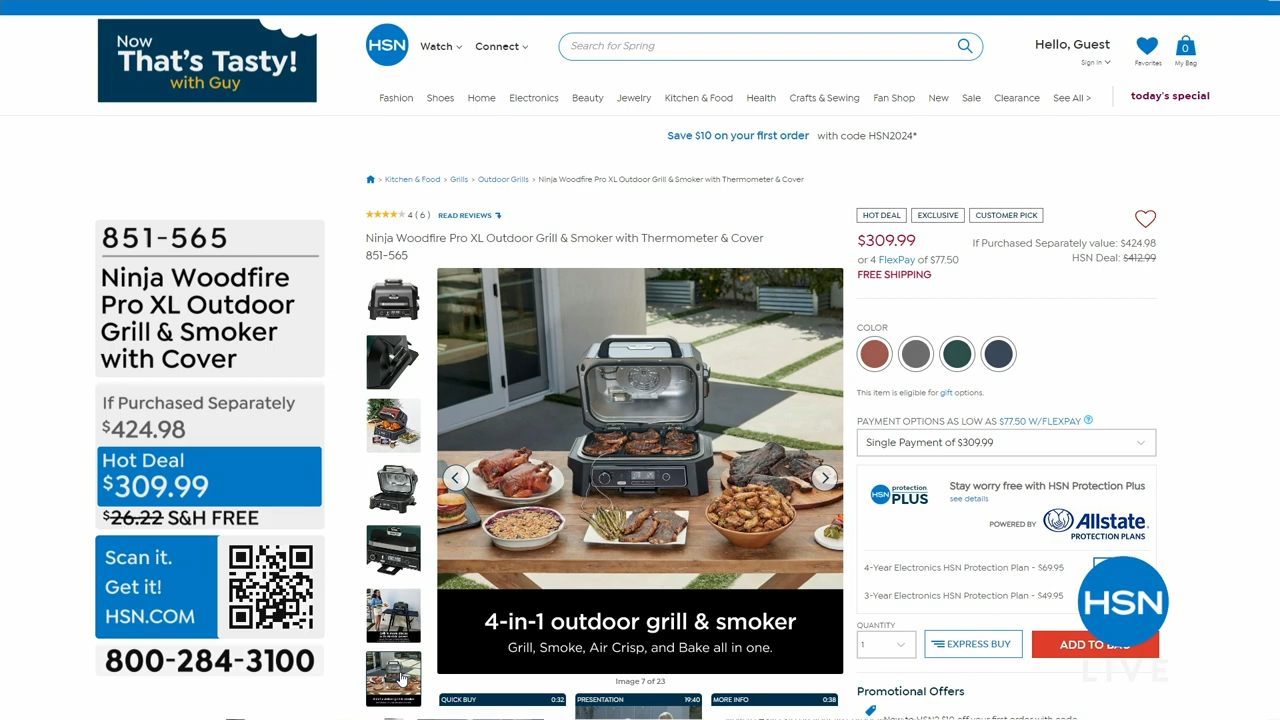 Now
That's Tasty!
with Guy
HSN
Watch
Connect
Search for Spring
Hello, Guest
Sign In
Favorites
0
My Bag
Fashion
Shoes
Home
Electronics
Beauty
Jewelry
Kitchen & Food
Health
Crafts & Sewing
Fan Shop
New
Sale
Clearance
See All >
today's special
Save $10 on your first order with code HSN2024*
> Kitchen & Food > Grills > Outdoor Grills > Ninja Woodfire Pro XL Outdoor Grill & Smoker with Thermometer & Cover
4 ( 6 ) READ REVIEWS
Ninja Woodfire Pro XL Outdoor Grill & Smoker with Thermometer & Cover
851-565
851-565
Ninja Woodfire
Pro XL Outdoor
Grill & Smoker
with Cover
If Purchased Separately
$424.98
Hot Deal
$309.99
$26.22 S&H FREE
Scan it.
Get it!
HSN.COM
800-284-3100
4-in-1 outdoor grill & smoker
Grill, Smoke, Air Crisp, and Bake all in one.
Image 7 of 23
QUICK BUY 0:32
PRESENTATION 19:40
MORE INFO 0:38
HOT DEAL
EXCLUSIVE
CUSTOMER PICK
$309.99
or 4 FlexPay of $77.50
FREE SHIPPING
If Purchased Separately value: $424.98
HSN Deal: $412.99
COLOR
This item is eligible for gift options.
PAYMENT OPTIONS AS LOW AS $77.50 W/FLEXPAY
Single Payment of $309.99
HSN protection PLUS
Stay worry free with HSN Protection Plus
see details
POWERED BY Allstate
PROTECTION PLANS
4-Year Electronics HSN Protection Plan - $69.95
3-Year Electronics HSN Protection Plan - $49.95
HSN
LIVE
QUANTITY
1
EXPRESS BUY
ADD TO
Promotional Offers